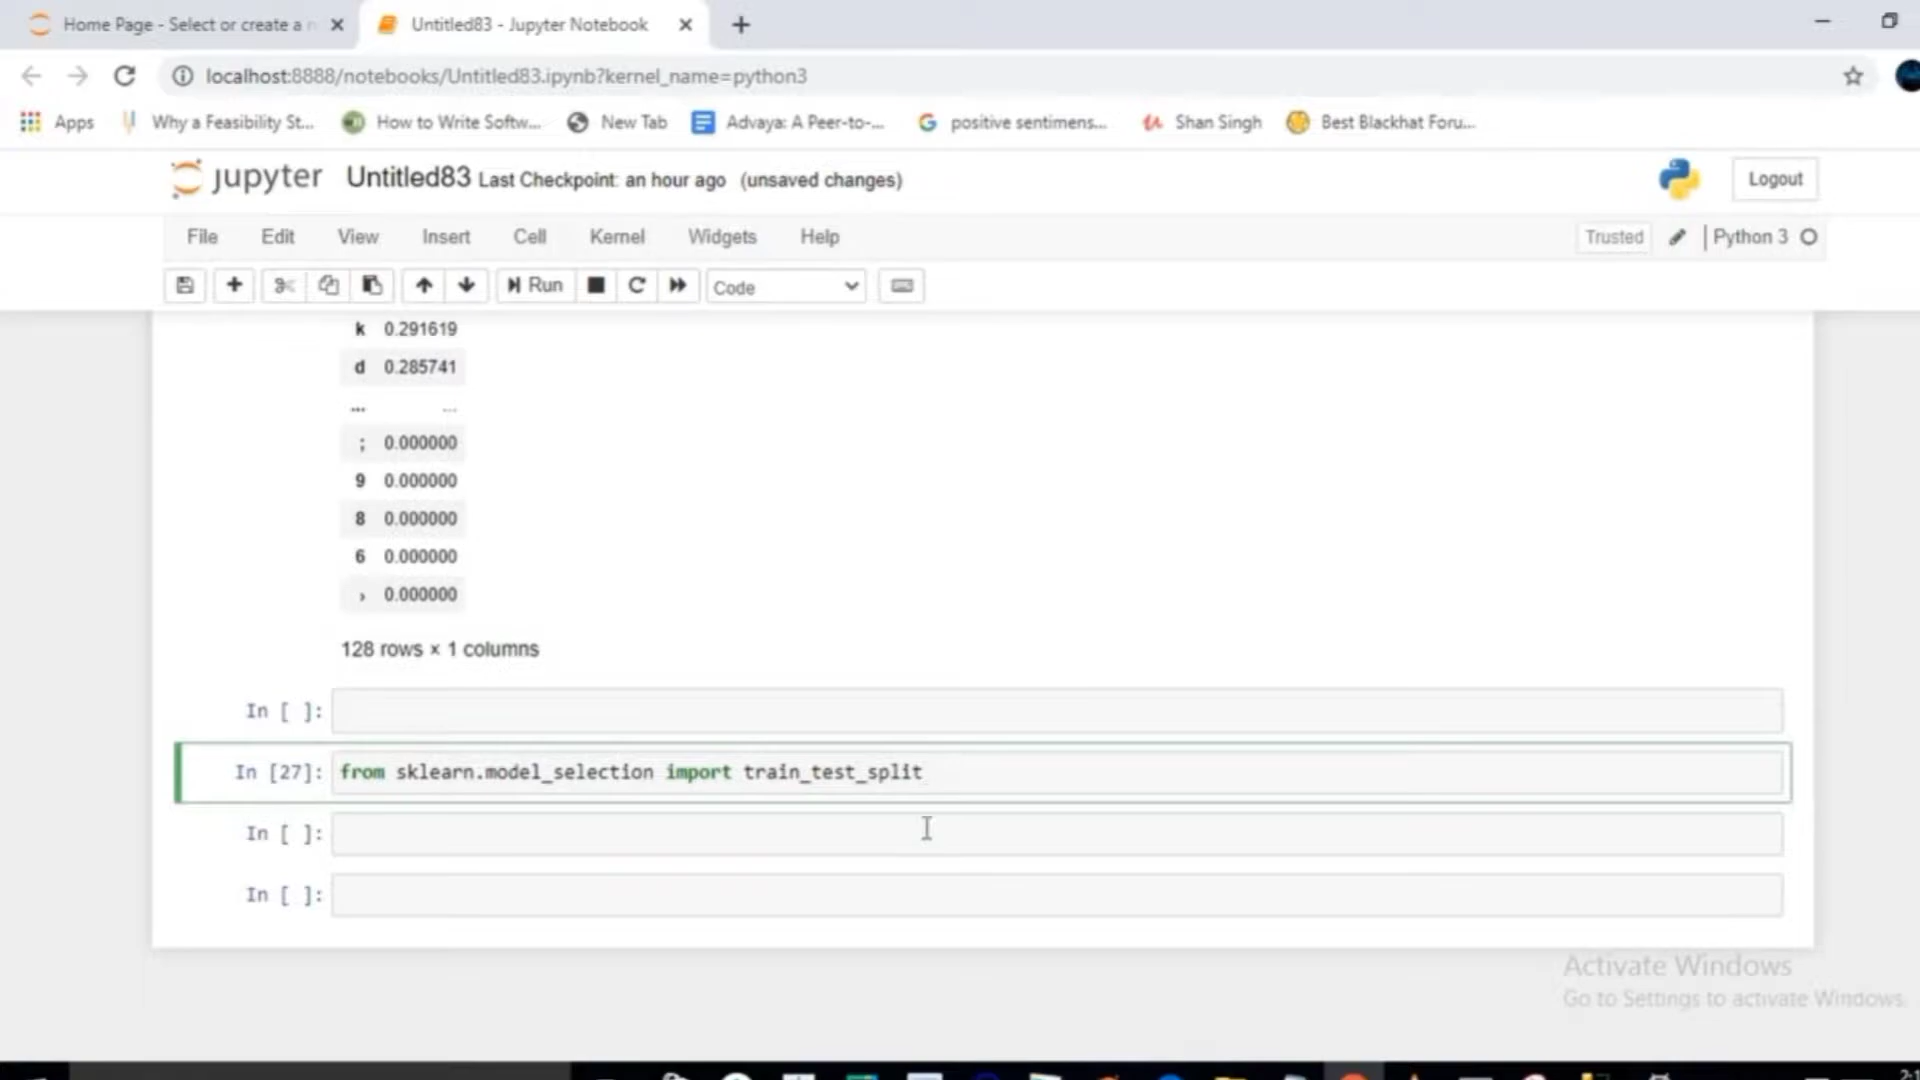 Home Page - Select or create a n
Untitled83 - Jupyter Notebook
localhost:8888/notebooks/Untitled83.ipynb?kernel_name=python3
Apps
Why a Feasibility St...
How to Write Softw...
New Tab
Advaya: A Peer-to-...
positive sentimens...
Shan Singh
Best Blackhat Foru...
jupyter Untitled83 Last Checkpoint: an hour ago (unsaved changes)
Logout
File Edit View Insert Cell Kernel Widgets Help
Trusted
Python 3
Run
Code
k 0.291619
d 0.285741
... ...
; 0.000000
9 0.000000
8 0.000000
6 0.000000
› 0.000000
128 rows × 1 columns
In [ ]:
In [27]: from sklearn.model_selection import train_test_split
In [ ]:
In [ ]:
Activate Windows
Go to Settings to activate Windows.